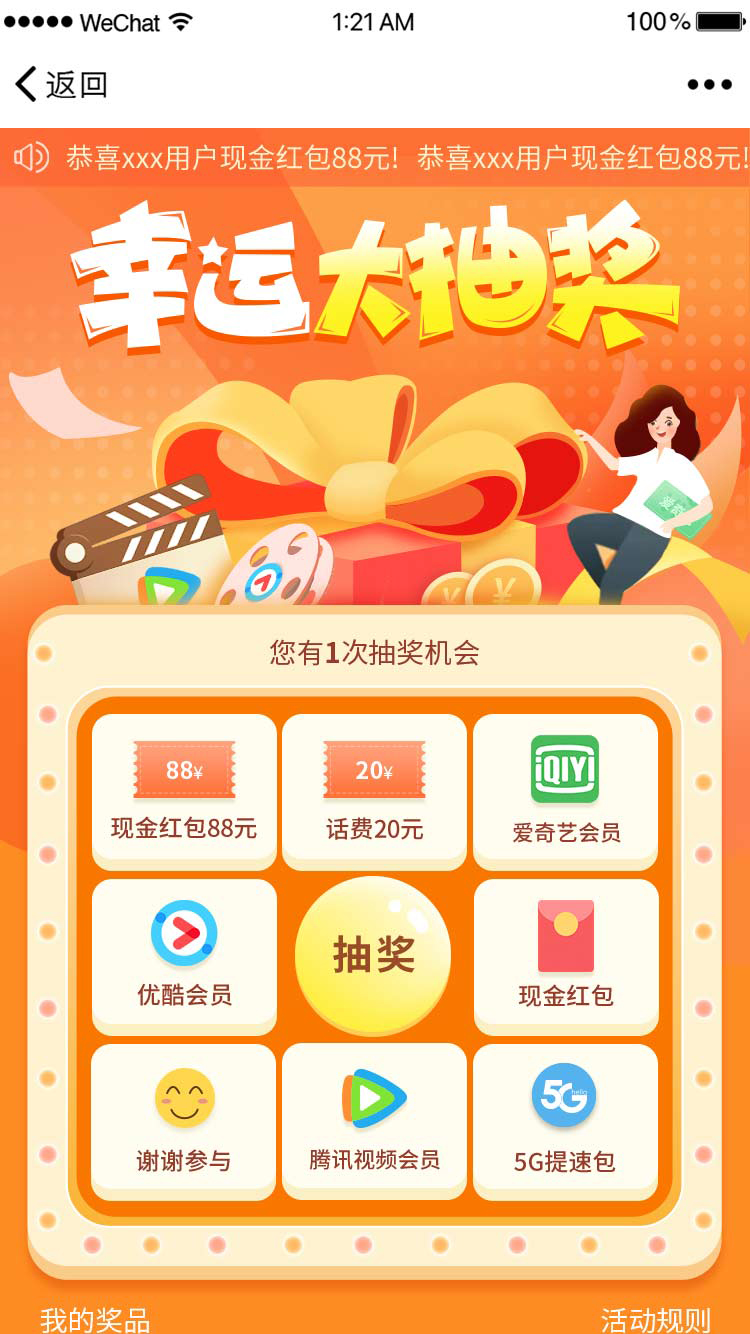 ●●●●● WeChat 1:21 AM 100%
返回
恭喜xxx用户现金红包88元! 恭喜xxx用户现金红包88元!
幸运大抽奖
您有1次抽奖机会
88¥ 20¥ iQIYI
现金红包88元 话费20元 爱奇艺会员
抽奖
优酷会员 现金红包
5G hello
谢谢参与 腾讯视频会员 5G提速包
我的奖品 活动规则